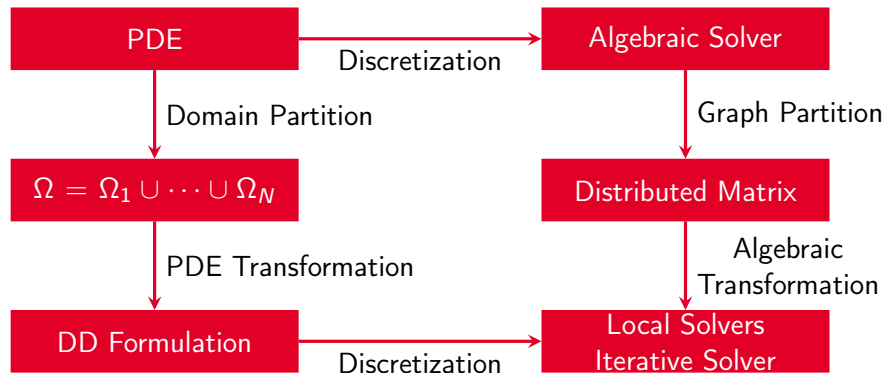 PDE
Algebraic Solver
Discretization
Domain Partition
Graph Partition
Ω = Ω₁ ∪ ⋯ ∪ Ω_N
Distributed Matrix
PDE Transformation
Algebraic
Transformation
DD Formulation
Local Solvers
Iterative Solver
Discretization